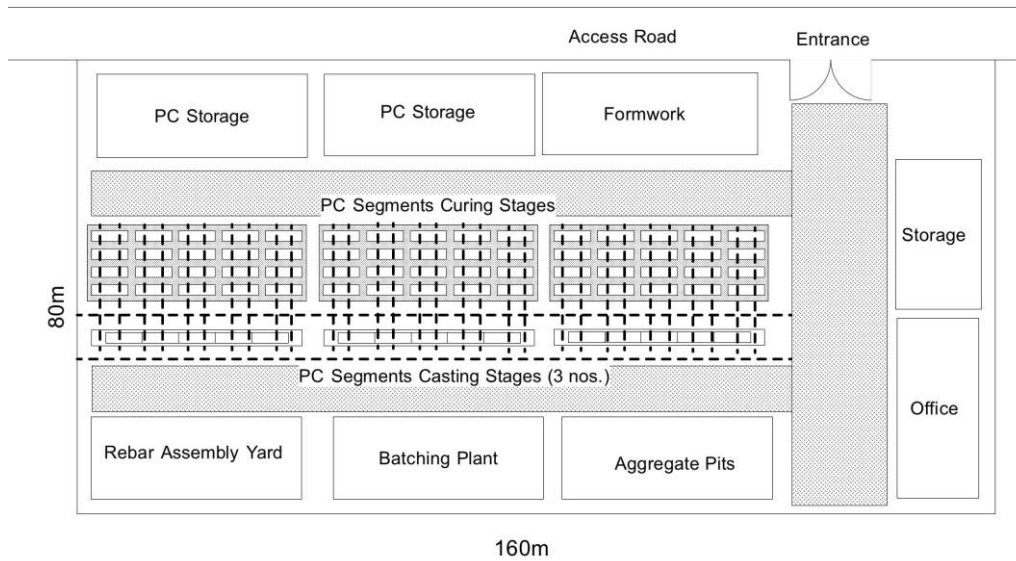 Access Road
Entrance
PC Storage
PC Storage
Formwork
PC Segments Curing Stages
Storage
80m
PC Segments Casting Stages (3 nos.)
Office
Rebar Assembly Yard
Batching Plant
Aggregate Pits
160m